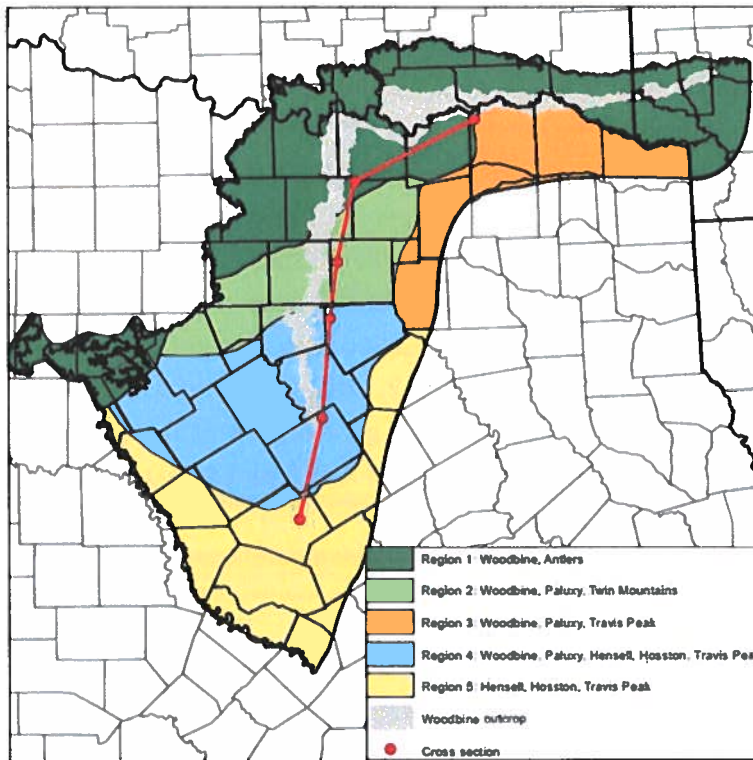 Region 1: Woodbine, Antlers
Region 2: Woodbine, Paluxy, Twin Mountains
Region 3: Woodbine, Paluxy, Travis Peak
Region 4: Woodbine, Paluxy, Hensell, Hosston, Travis Pea
Region 5: Hensell, Hosston, Travis Peak
Woodbine outcrop
Cross section